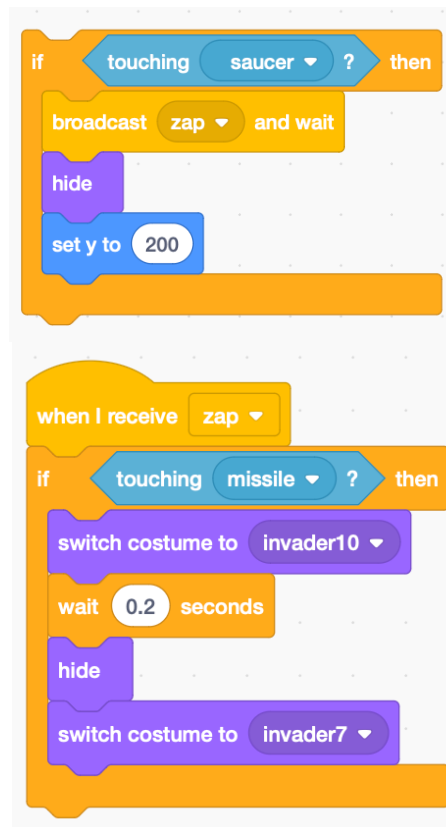 if touching saucer ? then
broadcast zap and wait
hide
set y to 200
when I receive zap
if touching missile ? then
switch costume to invader10
wait 0.2 seconds
hide
switch costume to invader7